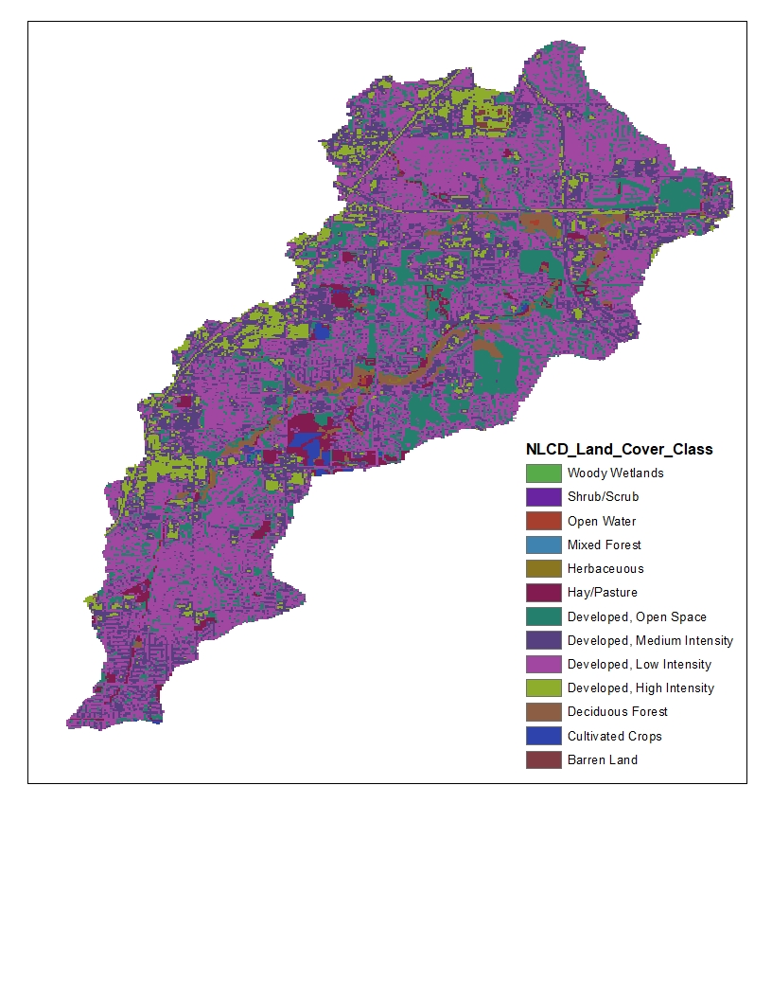 NLCD_Land_Cover_Class
Woody Wetlands
Shrub/Scrub
Open Water
Mixed Forest
Herbaceuous
Hay/Pasture
Developed, Open Space
Developed, Medium Intensity
Developed, Low Intensity
Developed, High Intensity
Deciduous Forest
Cultivated Crops
Barren Land